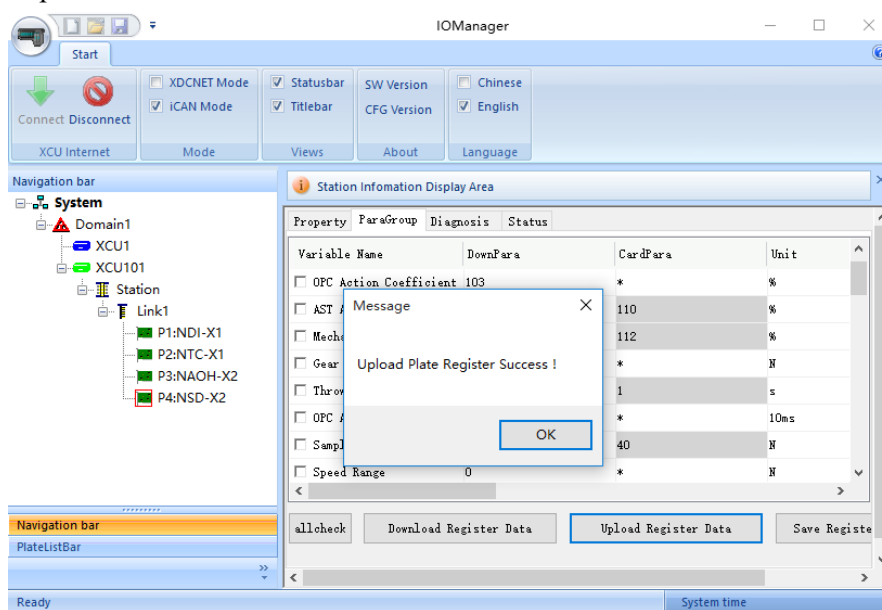 IOManager
Start
Connect Disconnect
XCU Internet
XDCNET Mode
iCAN Mode
Mode
Statusbar
Titlebar
Views
SW Version
CFG Version
About
Chinese
English
Language
Navigation bar
System
Domain1
XCU1
XCU101
Station
Link1
P1:NDI-X1
P2:NTC-X1
P3:NAOH-X2
P4:NSD-X2
Navigation bar
PlateListBar
Station Infomation Display Area
Property ParaGroup Diagnosis Status
Variable Name DownPara CardPara Unit
OPC Action Coefficient 103 * %
AST 110 %
112 %
Gear * N
1 s
OPC * 10ms
40 N
Speed Range 0 * N
Message
Upload Plate Register Success !
OK
allcheck Download Register Data Upload Register Data Save
Ready System time